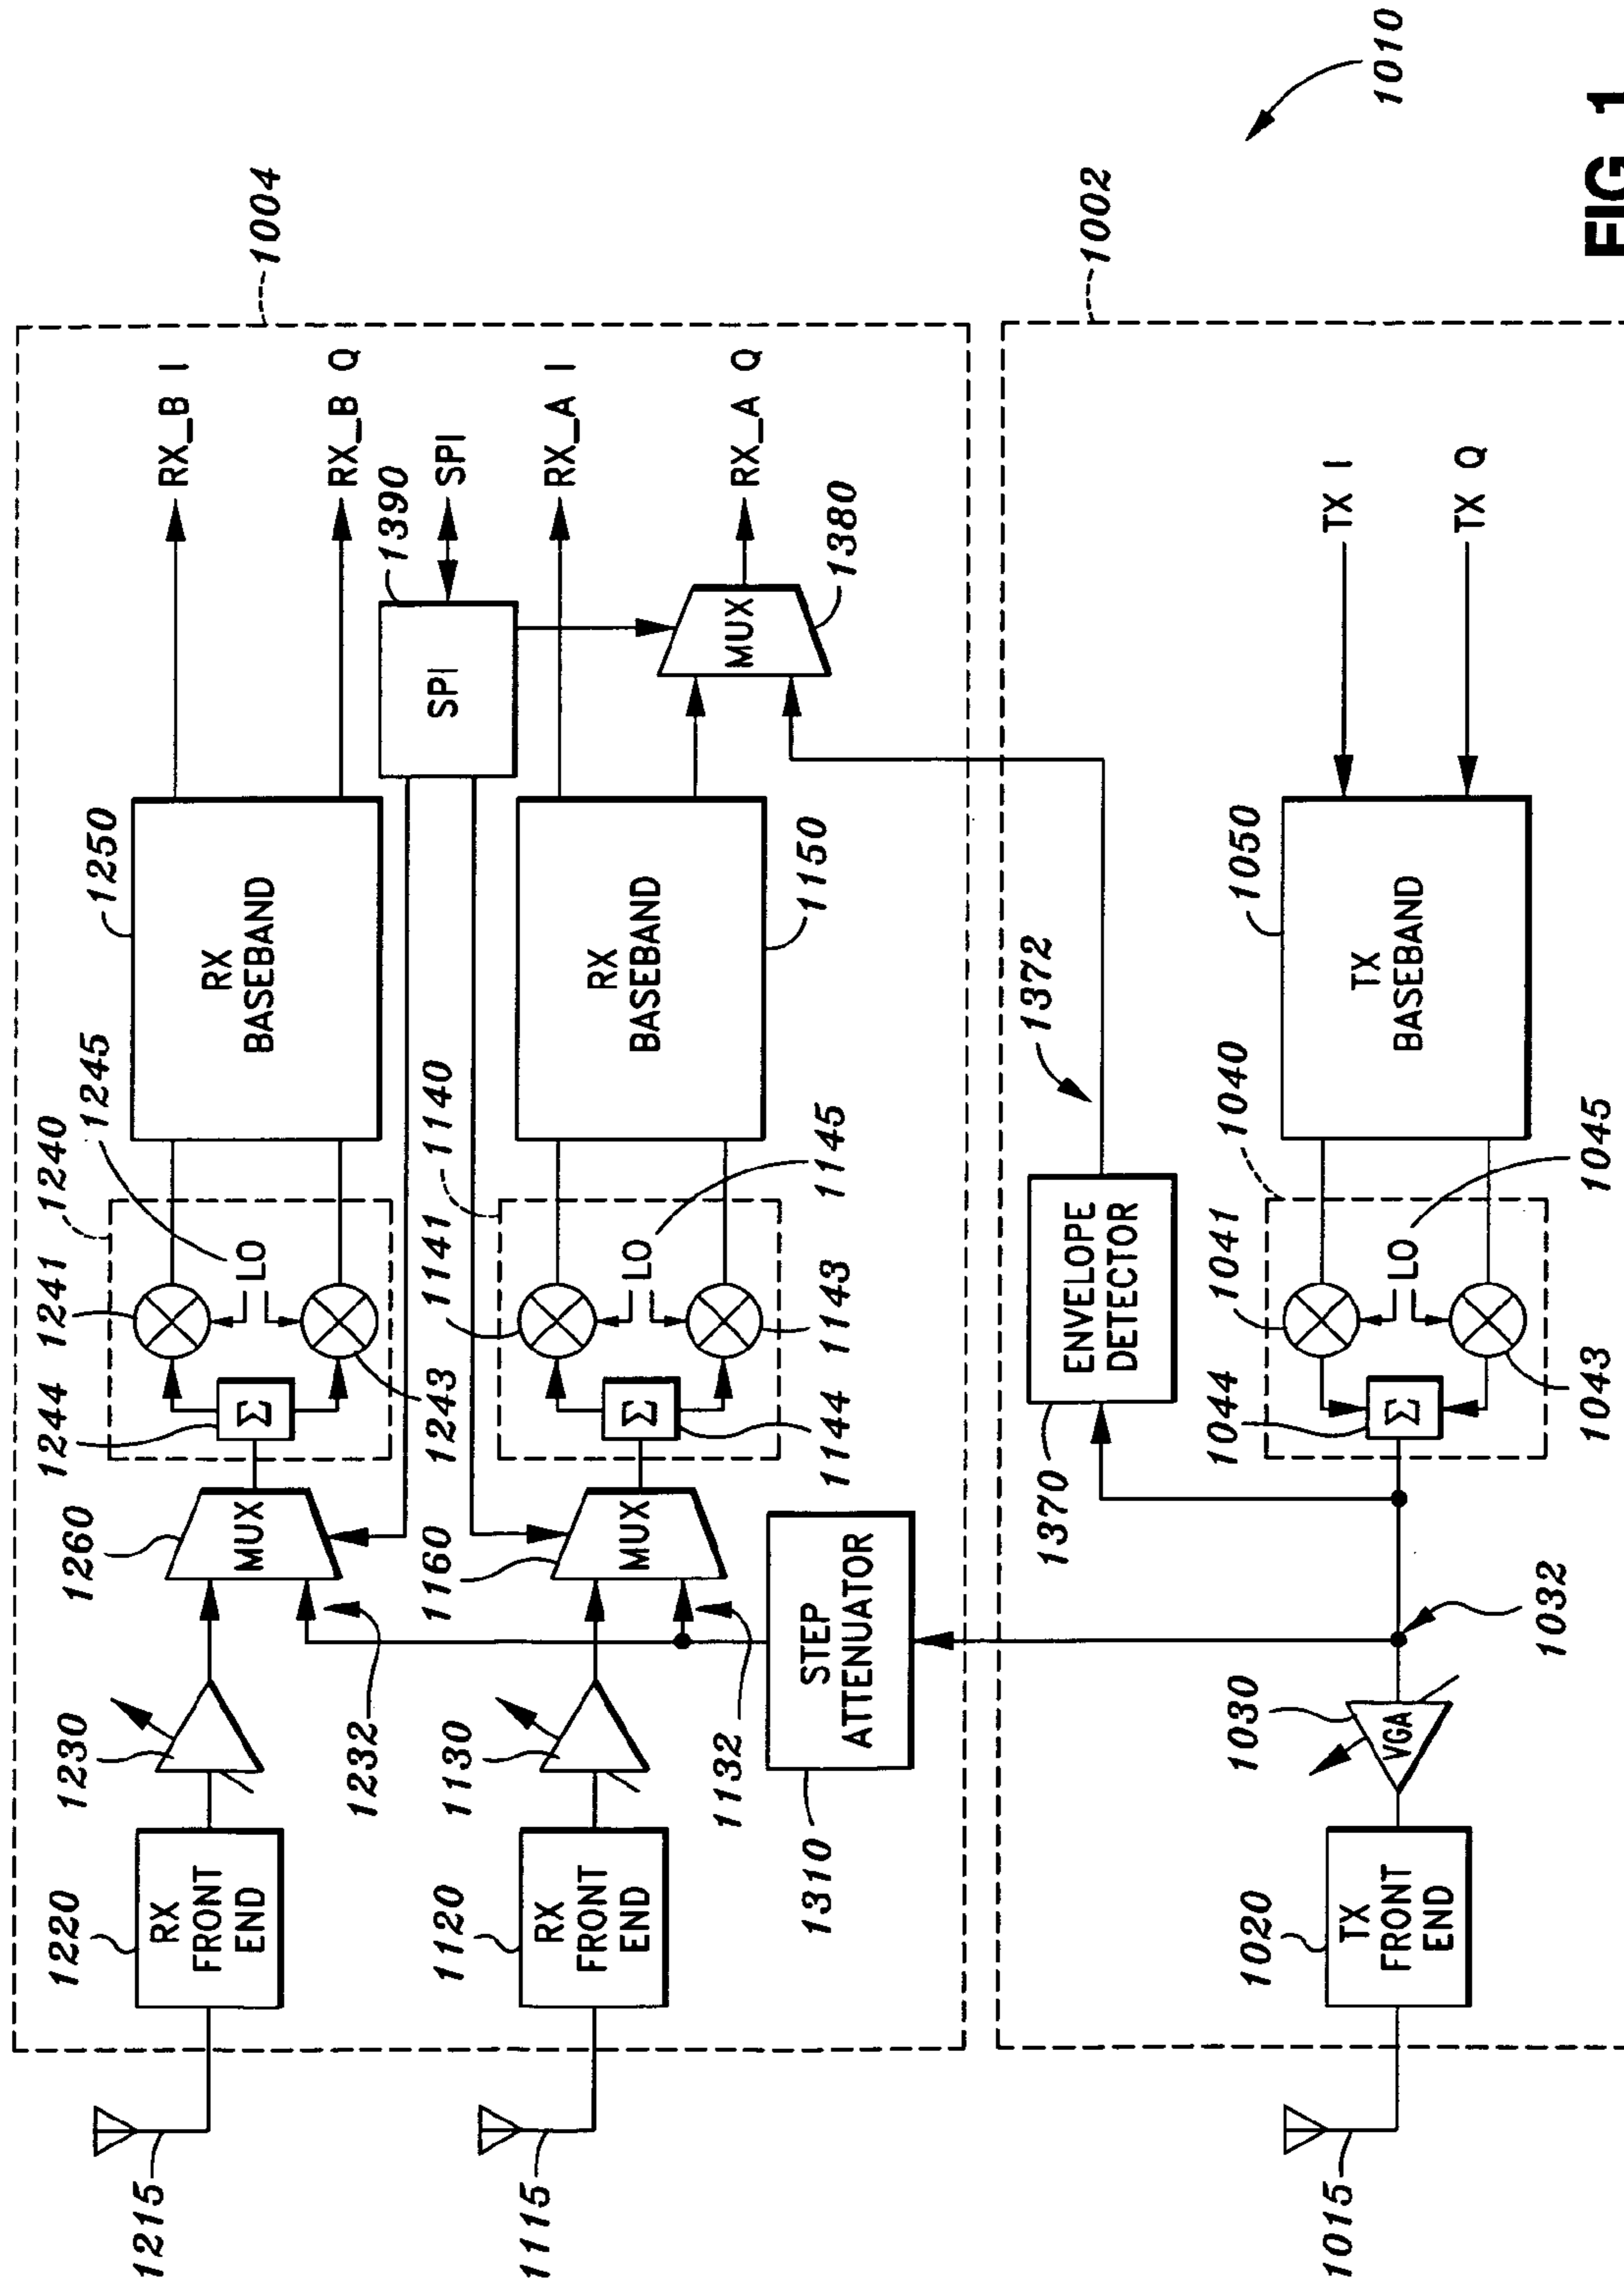 1215
1220
RX
FRONT
END
1230
1232
1260
MUX
1244
Σ
1241
1243
1240
1245
LO
1250
RX
BASEBAND
RX_B I
RX_B Q
1004
1390
SPI
SPI
1115
1120
RX
FRONT
END
1130
1132
1160
MUX
1144
Σ
1141
1143
1140
1145
LO
1150
RX
BASEBAND
RX_A I
RX_A Q
MUX
1380
1310
STEP
ATTENUATOR
1370
ENVELOPE
DETECTOR
1372
1002
1015
1020
TX
FRONT
END
1030
VGA
1032
1044
Σ
1041
1043
1040
1045
LO
1050
TX
BASEBAND
TX I
TX Q
1010
FIG. 1